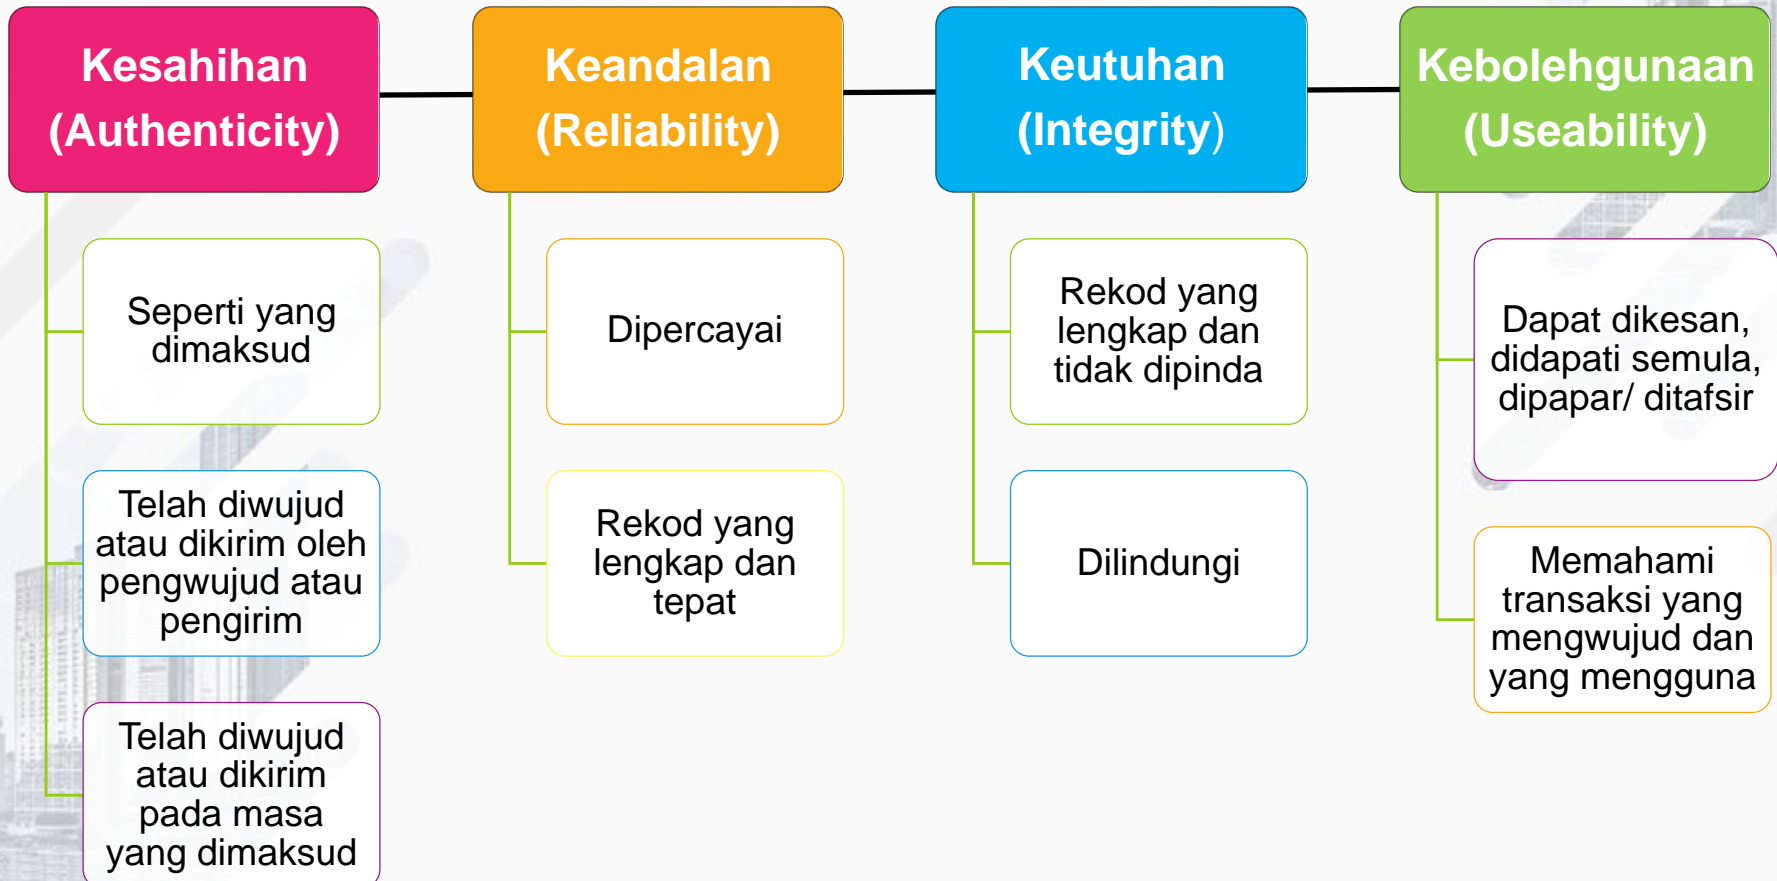 Kesahihan
(Authenticity)
Seperti yang
dimaksud
Telah diwujud
atau dikirim oleh
pengwujud atau
pengirim
Telah diwujud
atau dikirim
pada masa
yang dimaksud
Keandalan
(Reliability)
Dipercayai
Rekod yang
lengkap dan
tepat
Keutuhan
(Integrity)
Rekod yang
lengkap dan
tidak dipinda
Dilindungi
Kebolehgunaan
(Useability)
Dapat dikesan,
didapati semula,
dipapar/ ditafsir
Memahami
transaksi yang
mengwujud dan
yang mengguna